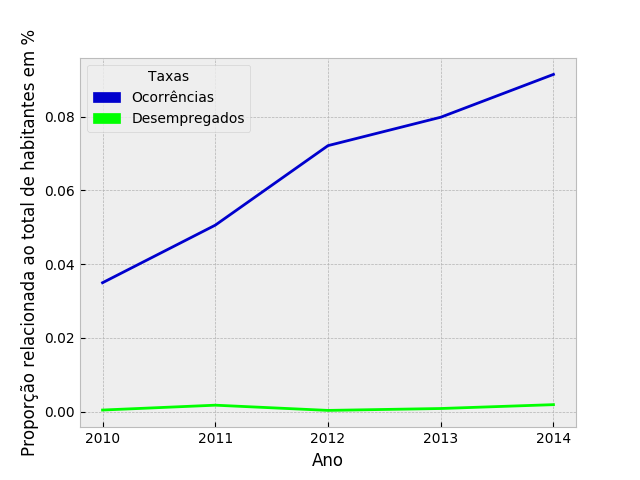 Proporção relacionada ao total de habitantes em %
Taxas
Ocorrências
Desempregados
0.08
0.06
0.04
0.02
0.00
2010 2011 2012 2013 2014
Ano